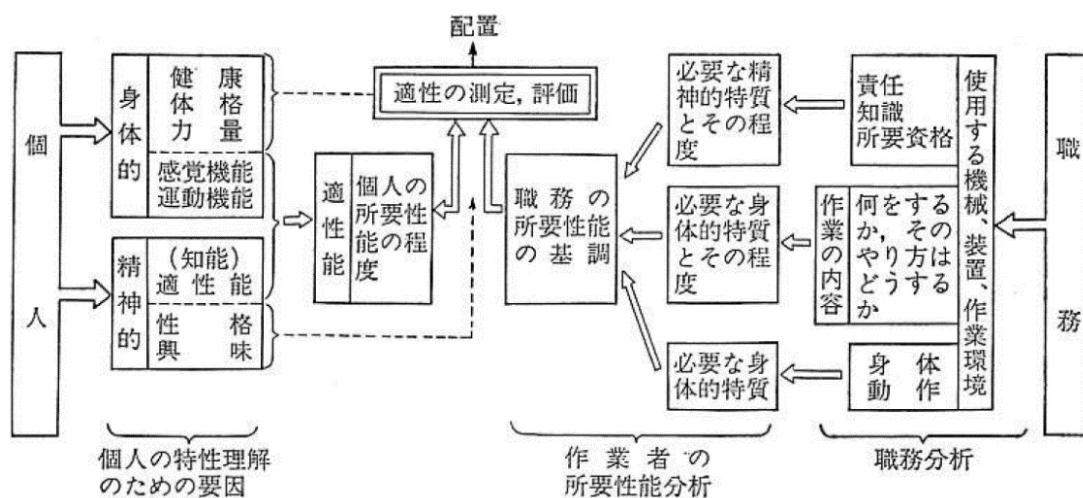 配置
適性の測定,評価
個人
身体的
健康
体格
力量
感覚機能
運動機能
精神的
(知能)
適性能
性格
興味
適性能
個人の
所要性
能の程
度
職務の
所要性能
の基調
必要な精
神的特質
とその程
度
必要な身
体的特質
とその程
度
必要な身
体的特質
責任
知識
所要資格
作業の内容
何をする
か,その
やり方は
どうする
か
身体
動作
使用する機械、装置、作業環境
職務
個人の特性理解
のための要因
作業者の
所要性能分析
職務分析